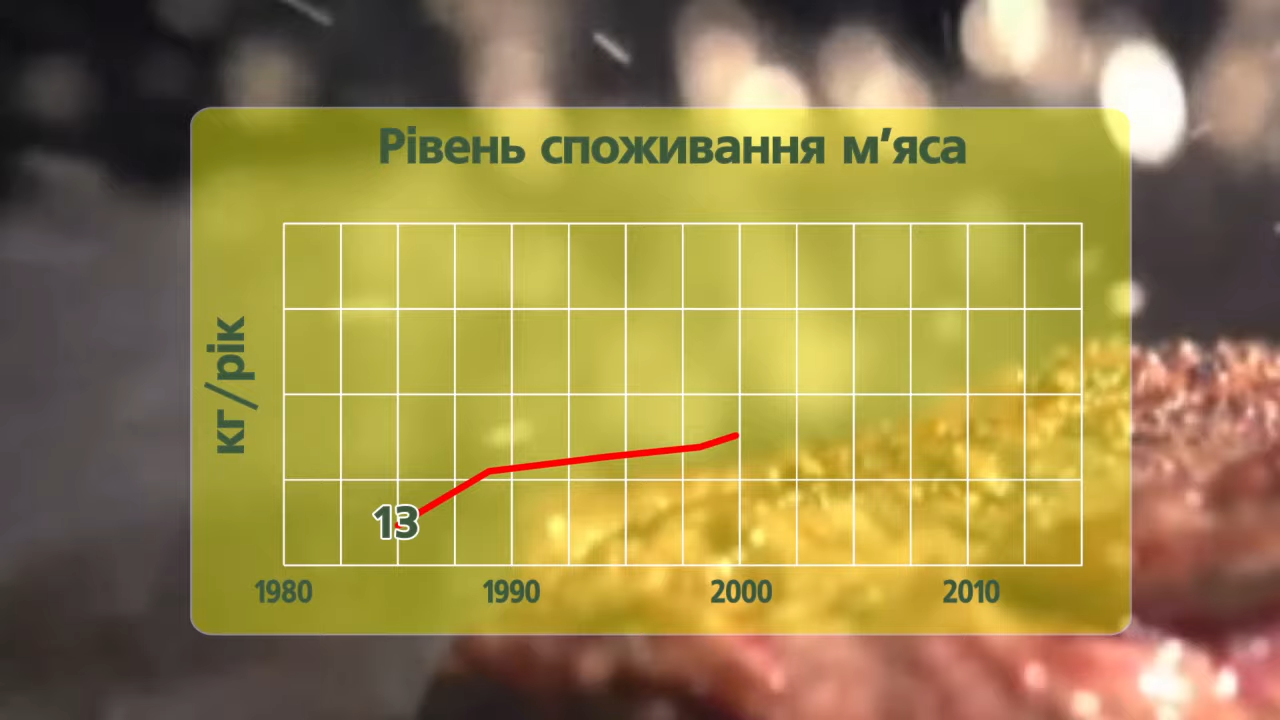 Рівень споживання м’яса
кг/рік
13
1980 1990 2000 2010